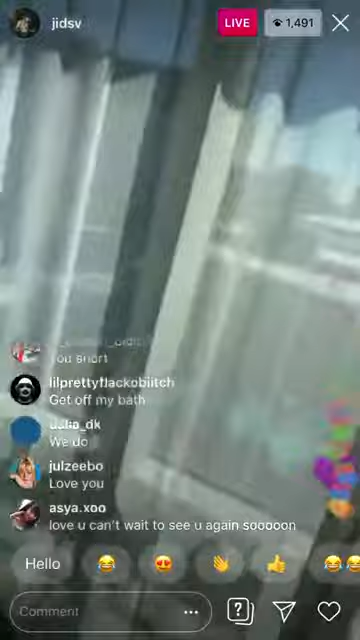 jidsv
LIVE
1,491
You short
lilprettyflackobiitch
Get off my bath
We do
julzeebo
Love you
asya.xoo
love u can't wait to see u again sooooon
Hello
Comment